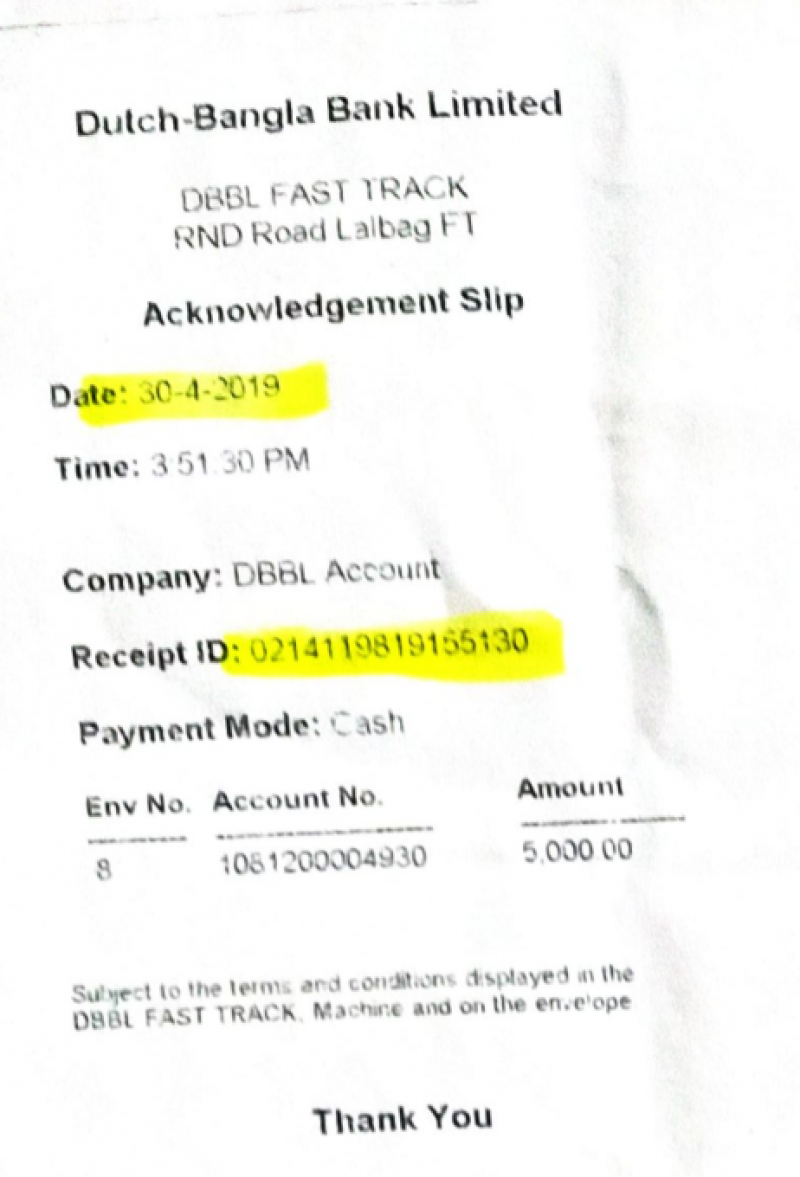 Dutch-Bangla Bank Limited
DBBL FAST TRACK
RND Road Lalbag FT
Acknowledgement Slip
Date: 30-4-2019
Time: 3:51:30 PM
Company: DBBL Account
Receipt ID: 0214119819155130
Payment Mode: Cash
Env No. Account No. Amount
8 1081200004930 5,000.00
Subject to the terms and conditions displayed in the
DBBL FAST TRACK, Machine and on the envelope
Thank You